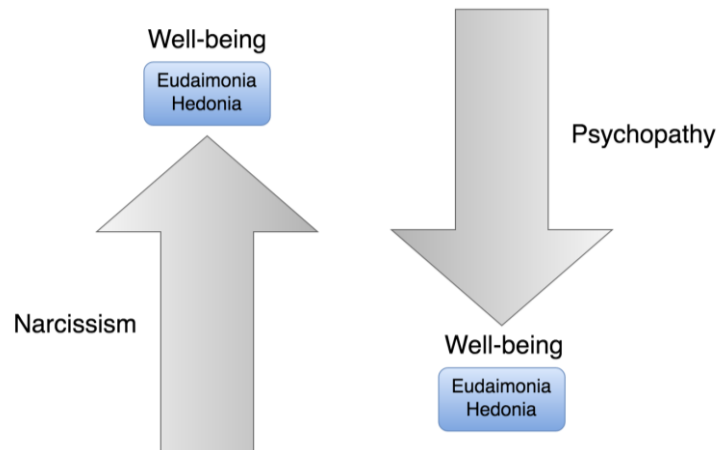 Well-being
Eudaimonia
Hedonia
Narcissism
Psychopathy
Well-being
Eudaimonia
Hedonia